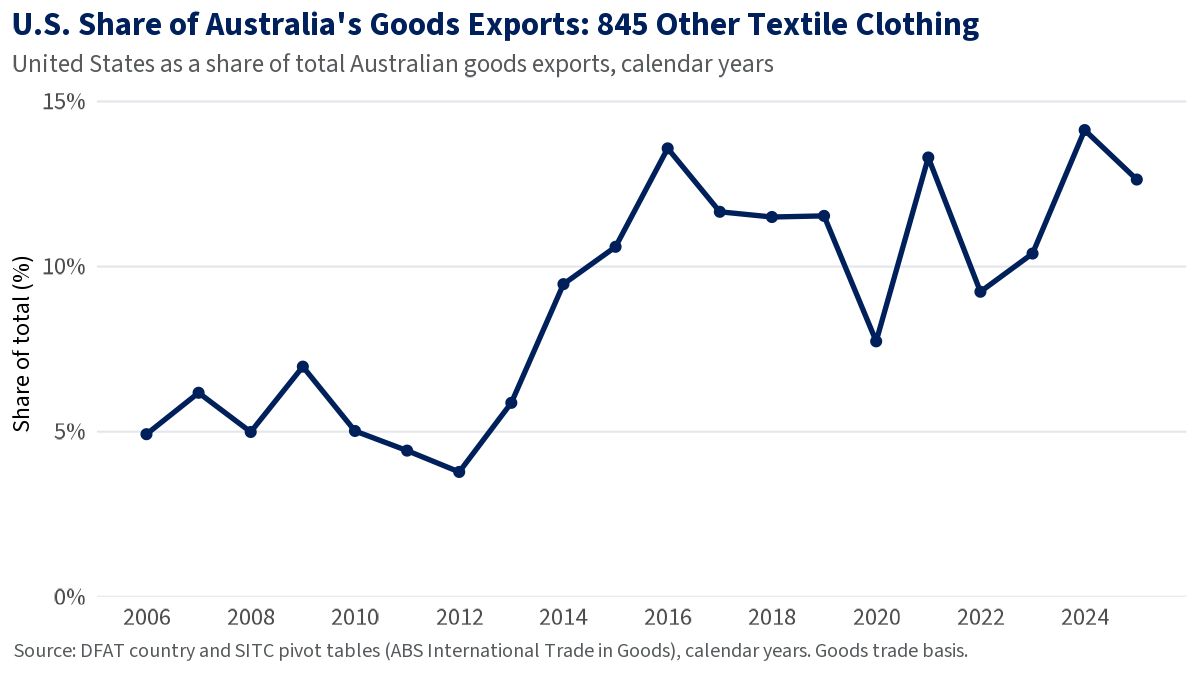 U.S. Share of Australia's Goods Exports: 845 Other Textile Clothing
United States as a share of total Australian goods exports, calendar years
Share of total (%)
15%
10%
5%
0%
2006 2008 2010 2012 2014 2016 2018 2020 2022 2024
Source: DFAT country and SITC pivot tables (ABS International Trade in Goods), calendar years. Goods trade basis.